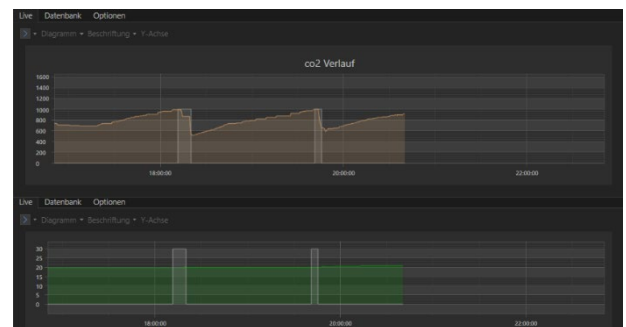 Live Datenbank Optionen
Diagramm Beschriftung Y-Achse
co2 Verlauf
1600
1400
1200
1000
800
600
400
200
0
18:00:00 20:00:00 22:00:00
Live Datenbank Optionen
Diagramm Beschriftung Y-Achse
30
25
20
15
10
5
0
18:00:00 20:00:00 22:00:00